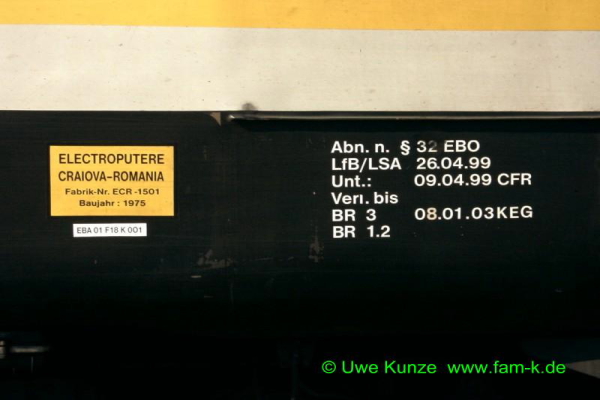 ELECTROPUTERE
CRAIOVA-ROMANIA
Fabrik-Nr. ECR-1501
Baujahr : 1975
EBA 01 F18 K 001
Abn. n. § 32 EBO
LfB/LSA 26.04.99
Unt.: 09.04.99 CFR
Verl. bis
BR 3 08.01.03 KEG
BR 1.2
© Uwe Kunze www.fam-k.de